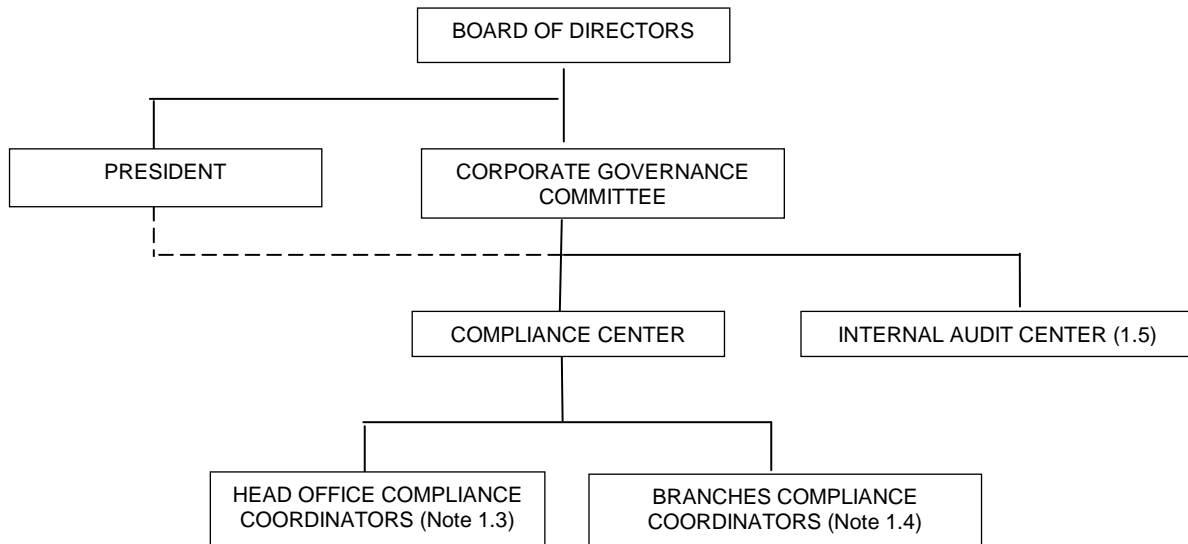 BOARD OF DIRECTORS
PRESIDENT
CORPORATE GOVERNANCE
COMMITTEE
COMPLIANCE CENTER
INTERNAL AUDIT CENTER (1.5)
HEAD OFFICE COMPLIANCE
COORDINATORS (Note 1.3)
BRANCHES COMPLIANCE
COORDINATORS (Note 1.4)